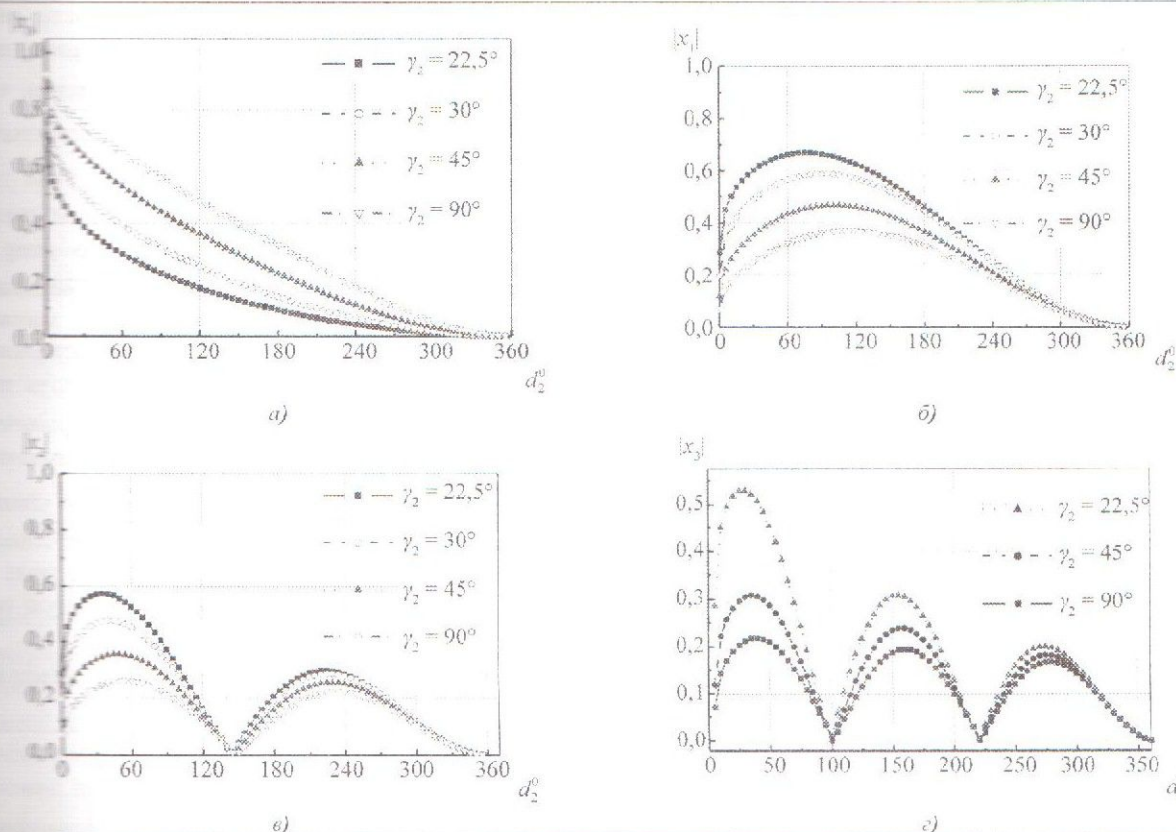 γ₂ = 22,5°
γ₂ = 30°
γ₂ = 45°
γ₂ = 90°
0 60 120 180 240 300 360
d₂⁰
а)
|x₁|
1,0
0,8
0,6
0,4
0,2
0,0
γ₂ = 22,5°
γ₂ = 30°
γ₂ = 45°
γ₂ = 90°
0 60 120 180 240 300 360
d₂⁰
б)
1,0
0,8
0,6
0,4
0,2
0,0
γ₂ = 22,5°
γ₂ = 30°
γ₂ = 45°
γ₂ = 90°
0 60 120 180 240 300 360
d₂⁰
в)
|x₃|
0,5
0,4
0,3
0,2
0,1
0,0
γ₂ = 22,5°
γ₂ = 45°
γ₂ = 90°
0 50 100 150 200 250 300 350
г)